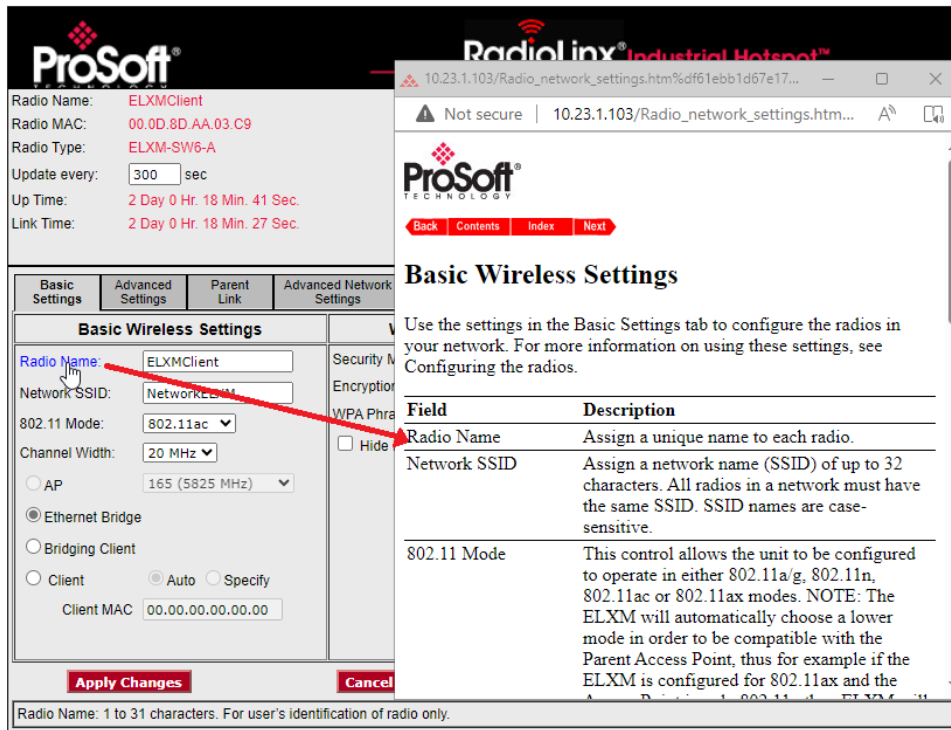 ProSoft®
TECHNOLOGY
RadioLinx® Industrial Hotspot™
Radio Name: ELXMClient
Radio MAC: 00.0D.8D.AA.03.C9
Radio Type: ELXM-SW6-A
Update every: 300 sec
Up Time: 2 Day 0 Hr. 18 Min. 41 Sec.
Link Time: 2 Day 0 Hr. 18 Min. 27 Sec.
Basic Settings
Advanced Settings
Parent Link
Advanced Network Settings
Basic Wireless Settings
Radio Name: ELXMClient
Network SSID:
802.11 Mode: 802.11ac
Channel Width: 20 MHz
AP 165 (5825 MHz)
Ethernet Bridge
Bridging Client
Client Auto Specify
Client MAC 00.00.00.00.00.00
Security
Encryption
WPA
Hide
Apply Changes
Cancel
Radio Name: 1 to 31 characters. For user's identification of radio only.
10.23.1.103/Radio_network_settings.htm%df61ebb1d67e17...
Not secure 10.23.1.103/Radio_network_settings.htm...
ProSoft®
TECHNOLOGY
Back Contents Index Next
Basic Wireless Settings
Use the settings in the Basic Settings tab to configure the radios in
your network. For more information on using these settings, see
Configuring the radios.
Field Description
Radio Name Assign a unique name to each radio.
Network SSID Assign a network name (SSID) of up to 32
characters. All radios in a network must have
the same SSID. SSID names are case-
sensitive.
802.11 Mode This control allows the unit to be configured
to operate in either 802.11a/g, 802.11n,
802.11ac or 802.11ax modes. NOTE: The
ELXM will automatically choose a lower
mode in order to be compatible with the
Parent Access Point, thus for example if the
ELXM is configured for 802.11ax and the